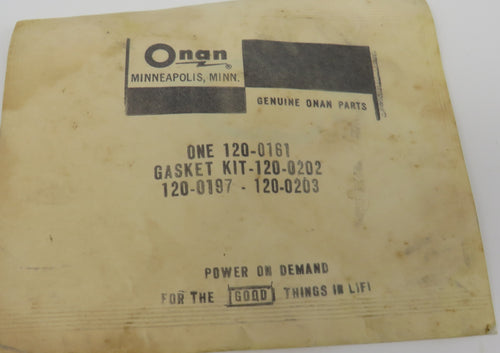 Onan
MINNEAPOLIS, MINN.
GENUINE ONAN PARTS
ONE 120-0161
GASKET KIT-120-0202
120-0197 - 120-0203
POWER ON DEMAND
FOR THE GOOD THINGS IN LIF